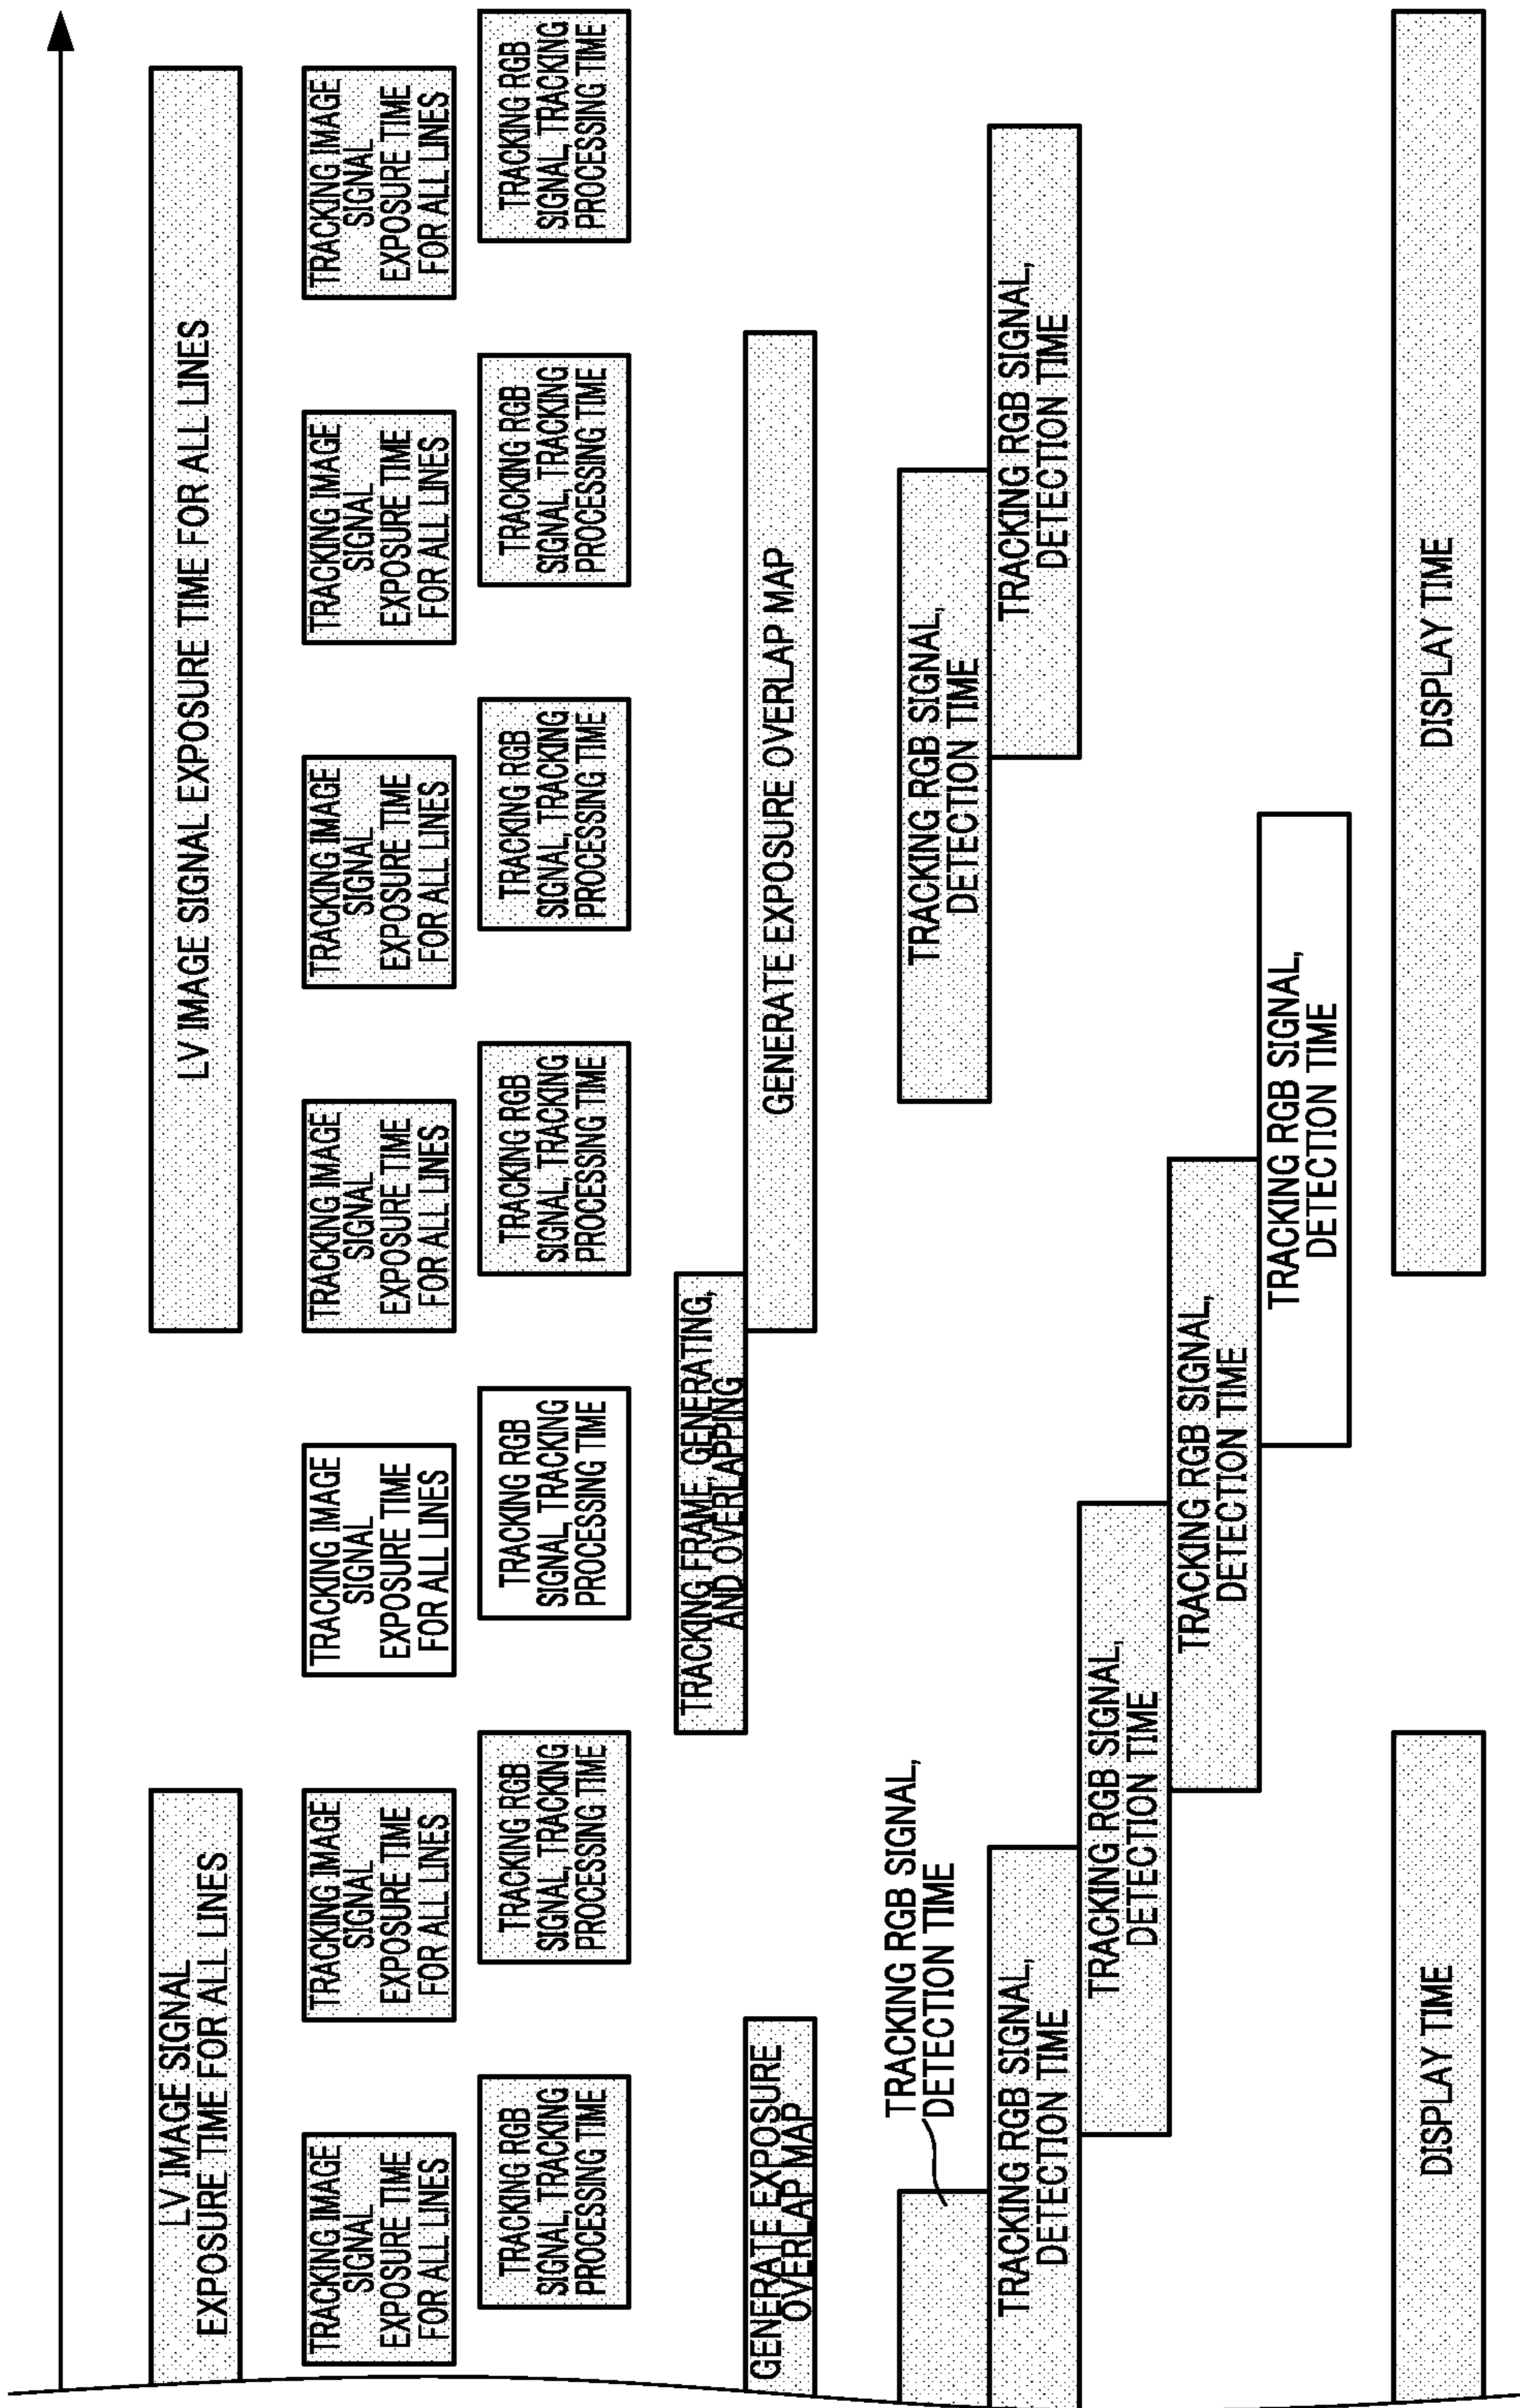 LV IMAGE SIGNAL
EXPOSURE TIME FOR ALL LINES
LV IMAGE SIGNAL EXPOSURE TIME FOR ALL LINES
TRACKING IMAGE
SIGNAL
EXPOSURE TIME
FOR ALL LINES
TRACKING IMAGE
SIGNAL
EXPOSURE TIME
FOR ALL LINES
TRACKING IMAGE
SIGNAL
EXPOSURE TIME
FOR ALL LINES
TRACKING IMAGE
SIGNAL
EXPOSURE TIME
FOR ALL LINES
TRACKING IMAGE
SIGNAL
EXPOSURE TIME
FOR ALL LINES
TRACKING IMAGE
SIGNAL
EXPOSURE TIME
FOR ALL LINES
TRACKING IMAGE
SIGNAL
EXPOSURE TIME
FOR ALL LINES
TRACKING RGB
SIGNAL, TRACKING
PROCESSING TIME
TRACKING RGB
SIGNAL, TRACKING
PROCESSING TIME
TRACKING RGB
SIGNAL, TRACKING
PROCESSING TIME
TRACKING RGB
SIGNAL, TRACKING
PROCESSING TIME
TRACKING RGB
SIGNAL, TRACKING
PROCESSING TIME
TRACKING RGB
SIGNAL, TRACKING
PROCESSING TIME
TRACKING RGB
SIGNAL, TRACKING
PROCESSING TIME
TRACKING FRAME, GENERATING,
AND OVERLAPPING
GENERATE EXPOSURE
OVERLAP MAP
GENERATE EXPOSURE OVERLAP MAP
TRACKING RGB SIGNAL,
DETECTION TIME
TRACKING RGB SIGNAL,
DETECTION TIME
TRACKING RGB SIGNAL,
DETECTION TIME
TRACKING RGB SIGNAL,
DETECTION TIME
TRACKING RGB SIGNAL,
DETECTION TIME
TRACKING RGB SIGNAL,
DETECTION TIME
TRACKING RGB SIGNAL,
DETECTION TIME
DISPLAY TIME
DISPLAY TIME